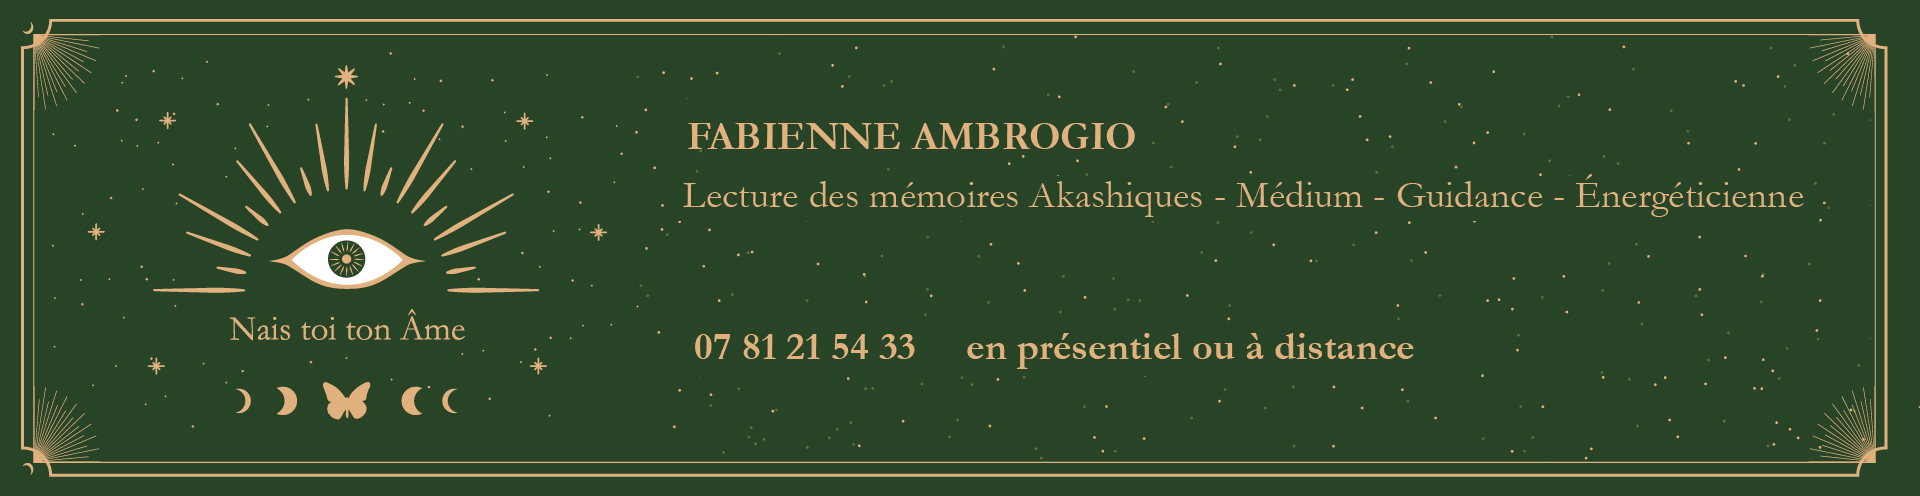 FABIENNE AMBROGIO
Lecture des mémoires Akashiques - Médium - Guidance - Énergéticienne
Nais toi ton Âme
07 81 21 54 33 en présentiel ou à distance